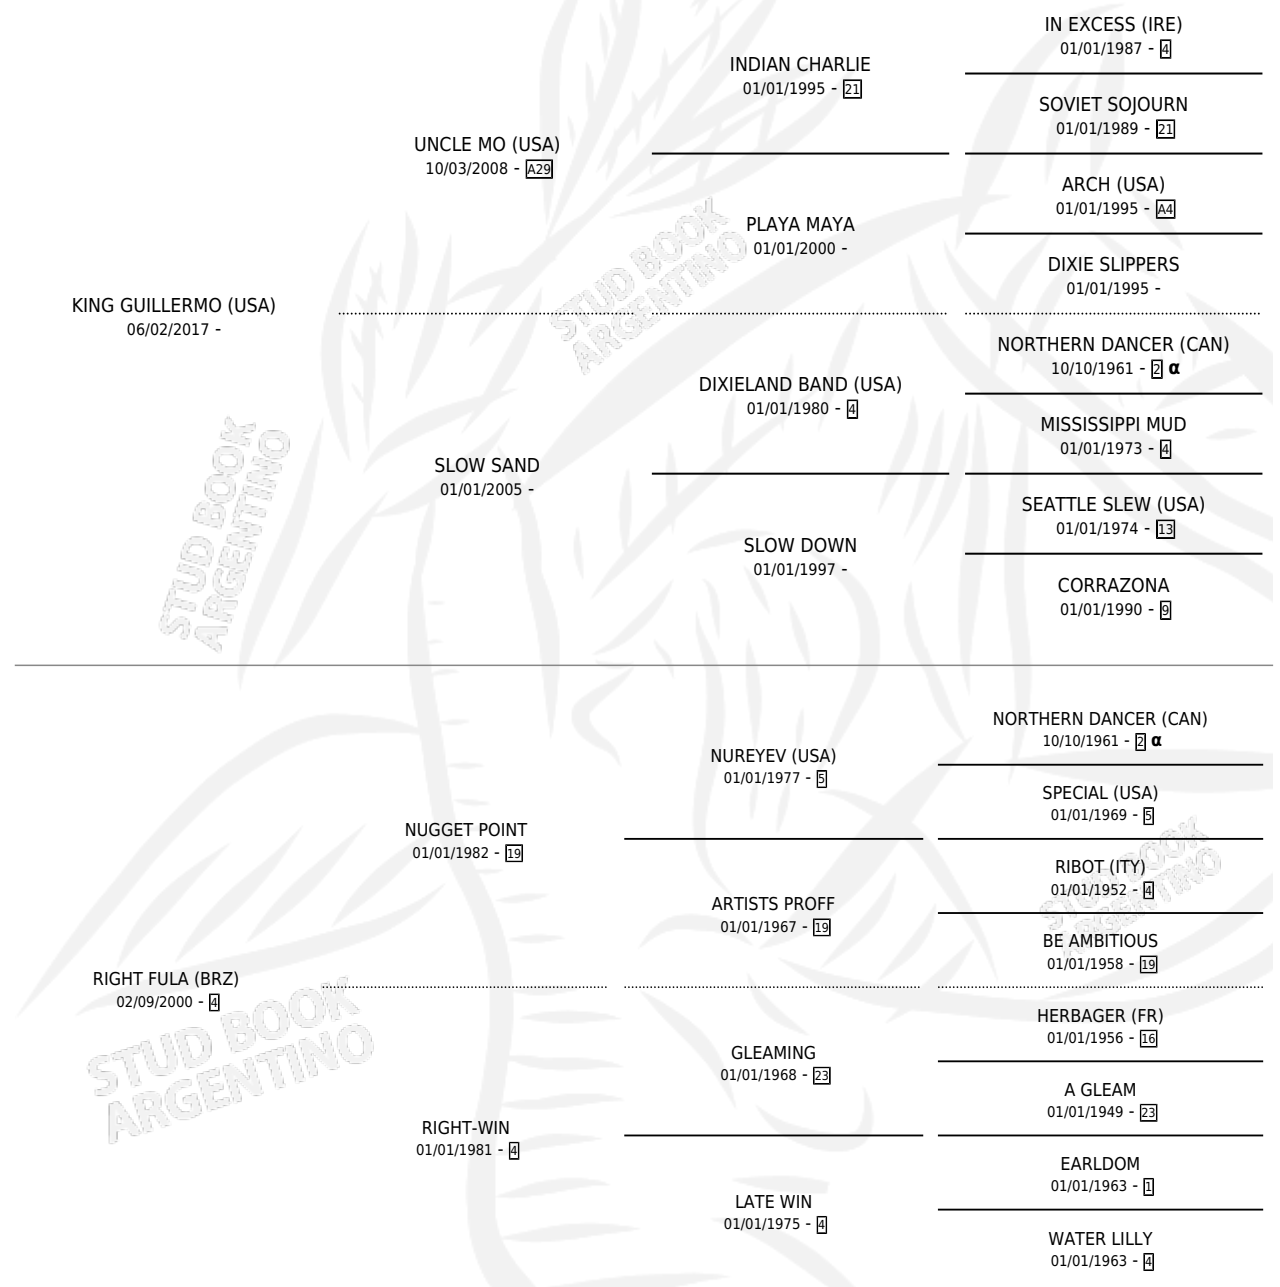 IN EXCESS (IRE)
01/01/1987 - 4
INDIAN CHARLIE
01/01/1995 - 21
SOVIET SOJOURN
01/01/1989 - 21
UNCLE MO (USA)
10/03/2008 - A29
ARCH (USA)
01/01/1995 - A4
PLAYA MAYA
01/01/2000 -
DIXIE SLIPPERS
01/01/1995 -
KING GUILLERMO (USA)
06/02/2017 -
NORTHERN DANCER (CAN)
10/10/1961 - 2 α
DIXIELAND BAND (USA)
01/01/1980 - 4
MISSISSIPPI MUD
01/01/1973 - 4
SLOW SAND
01/01/2005 -
SEATTLE SLEW (USA)
01/01/1974 - 13
SLOW DOWN
01/01/1997 -
CORRAZONA
01/01/1990 - 9
STUD BOOK
ARGENTINO
STUD BOOK
ARGENTINO
NORTHERN DANCER (CAN)
10/10/1961 - 2 α
NUREYEV (USA)
01/01/1977 - 5
SPECIAL (USA)
01/01/1969 - 5
NUGGET POINT
01/01/1982 - 19
RIBOT (ITY)
01/01/1952 - 4
ARTISTS PROFF
01/01/1967 - 19
BE AMBITIOUS
01/01/1958 - 19
RIGHT FULA (BRZ)
02/09/2000 - 4
HERBAGER (FR)
01/01/1956 - 16
GLEAMING
01/01/1968 - 23
A GLEAM
01/01/1949 - 23
RIGHT-WIN
01/01/1981 - 4
EARLDOM
01/01/1963 - 1
LATE WIN
01/01/1975 - 4
WATER LILLY
01/01/1963 - 4
STUD BOOK
ARGENTINO
STUD BOOK
ARGENTINO